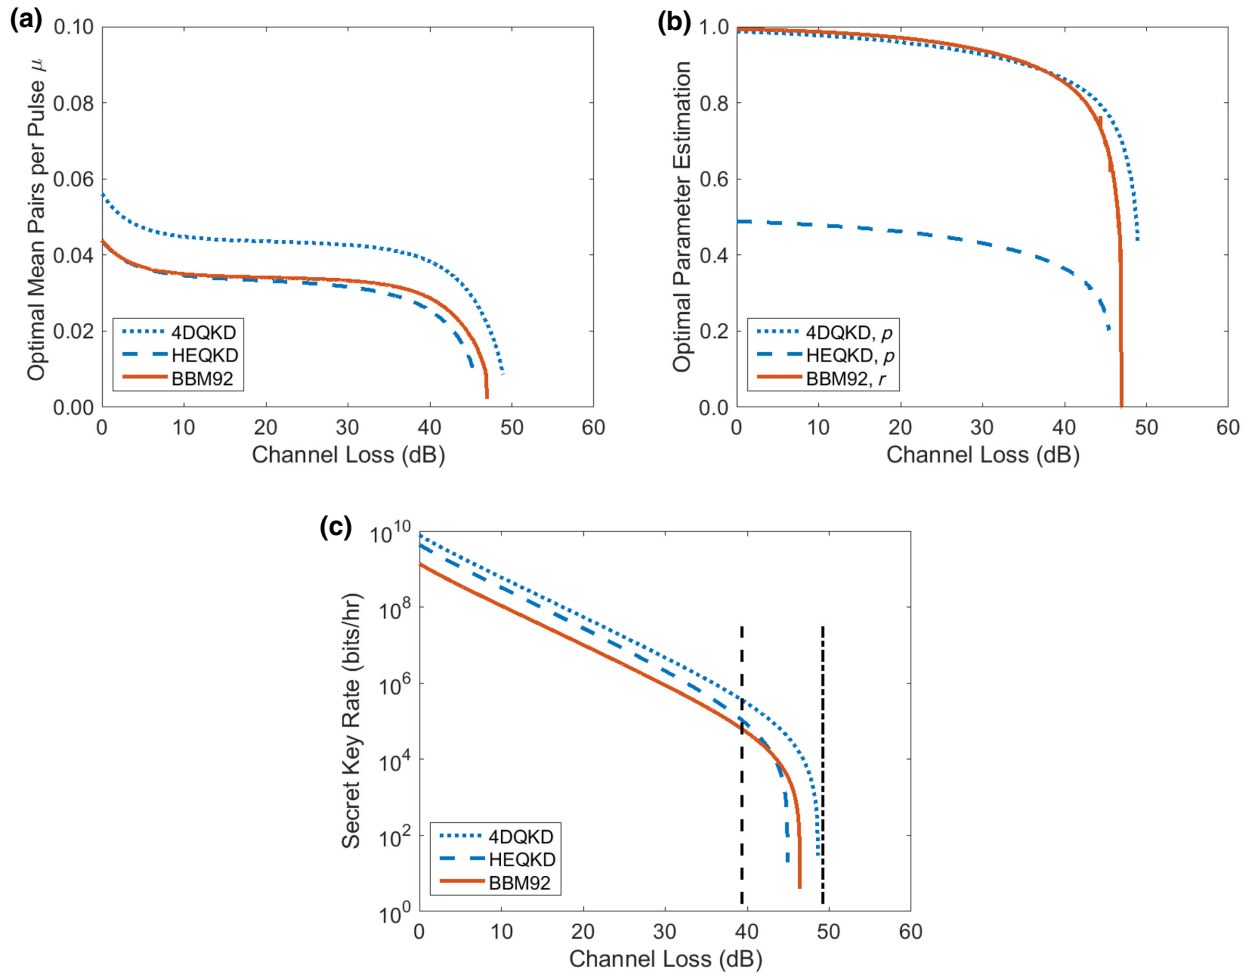 (a)
Optimal Mean Pairs per Pulse μ
0.10
0.08
0.06
0.04
0.02
0.00
4DQKD
HEQKD
BBM92
0 10 20 30 40 50 60
Channel Loss (dB)
(b)
Optimal Parameter Estimation
1.0
0.8
0.6
0.4
0.2
0.0
4DQKD, p
HEQKD, p
BBM92, r
0 10 20 30 40 50 60
Channel Loss (dB)
(c)
Secret Key Rate (bits/hr)
10^10
10^8
10^6
10^4
10^2
10^0
4DQKD
HEQKD
BBM92
0 10 20 30 40 50 60
Channel Loss (dB)